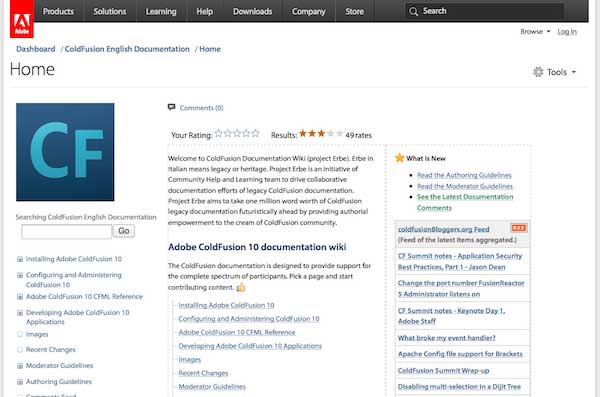 Adobe
Products Solutions Learning Help Downloads Company Store Search
Browse Log In
Dashboard / ColdFusion English Documentation / Home
Home
Tools
CF
Searching ColdFusion English Documentation
Go
Installing Adobe ColdFusion 10
Configuring and Administering
ColdFusion 10
Adobe ColdFusion 10 CFML Reference
Developing Adobe ColdFusion 10
Applications
Images
Recent Changes
Moderator Guidelines
Authoring Guidelines
Comments Feed
Comments (0)
Your Rating: Results: 49 rates
Welcome to ColdFusion Documentation Wiki (project Erbe). Erbe in
Italian means legacy or heritage. Project Erbe is an initiative of
Community Help and Learning team to drive collaborative
documentation efforts of legacy ColdFusion documentation.
Project Erbe aims to take one million word worth of ColdFusion
legacy documentation futuristically ahead by providing authorial
empowerment to the cream of ColdFusion community.
Adobe ColdFusion 10 documentation wiki
The ColdFusion documentation is designed to provide support for
the complete spectrum of participants. Pick a page and start
contributing content.
Installing Adobe ColdFusion 10
Configuring and Administering ColdFusion 10
Adobe ColdFusion 10 CFML Reference
Developing Adobe ColdFusion 10 Applications
Images
Recent Changes
Moderator Guidelines
What is New
Read the Authoring Guidelines
Read the Moderator Guidelines
See the Latest Documentation
Comments
coldfusionBloggers.org Feed RSS
(Feed of the latest items aggregated.)
CF Summit notes - Application Security
Best Practices, Part 1 - Jason Dean
Change the port number FusionReactor
5 Administrator listens on
CF Summit notes - Keynote Day 1,
Adobe Staff
What broke my event handler?
Apache Config file support for Brackets
ColdFusion Summit Wrap-up
Disabling multi-selection in a Dijit Tree